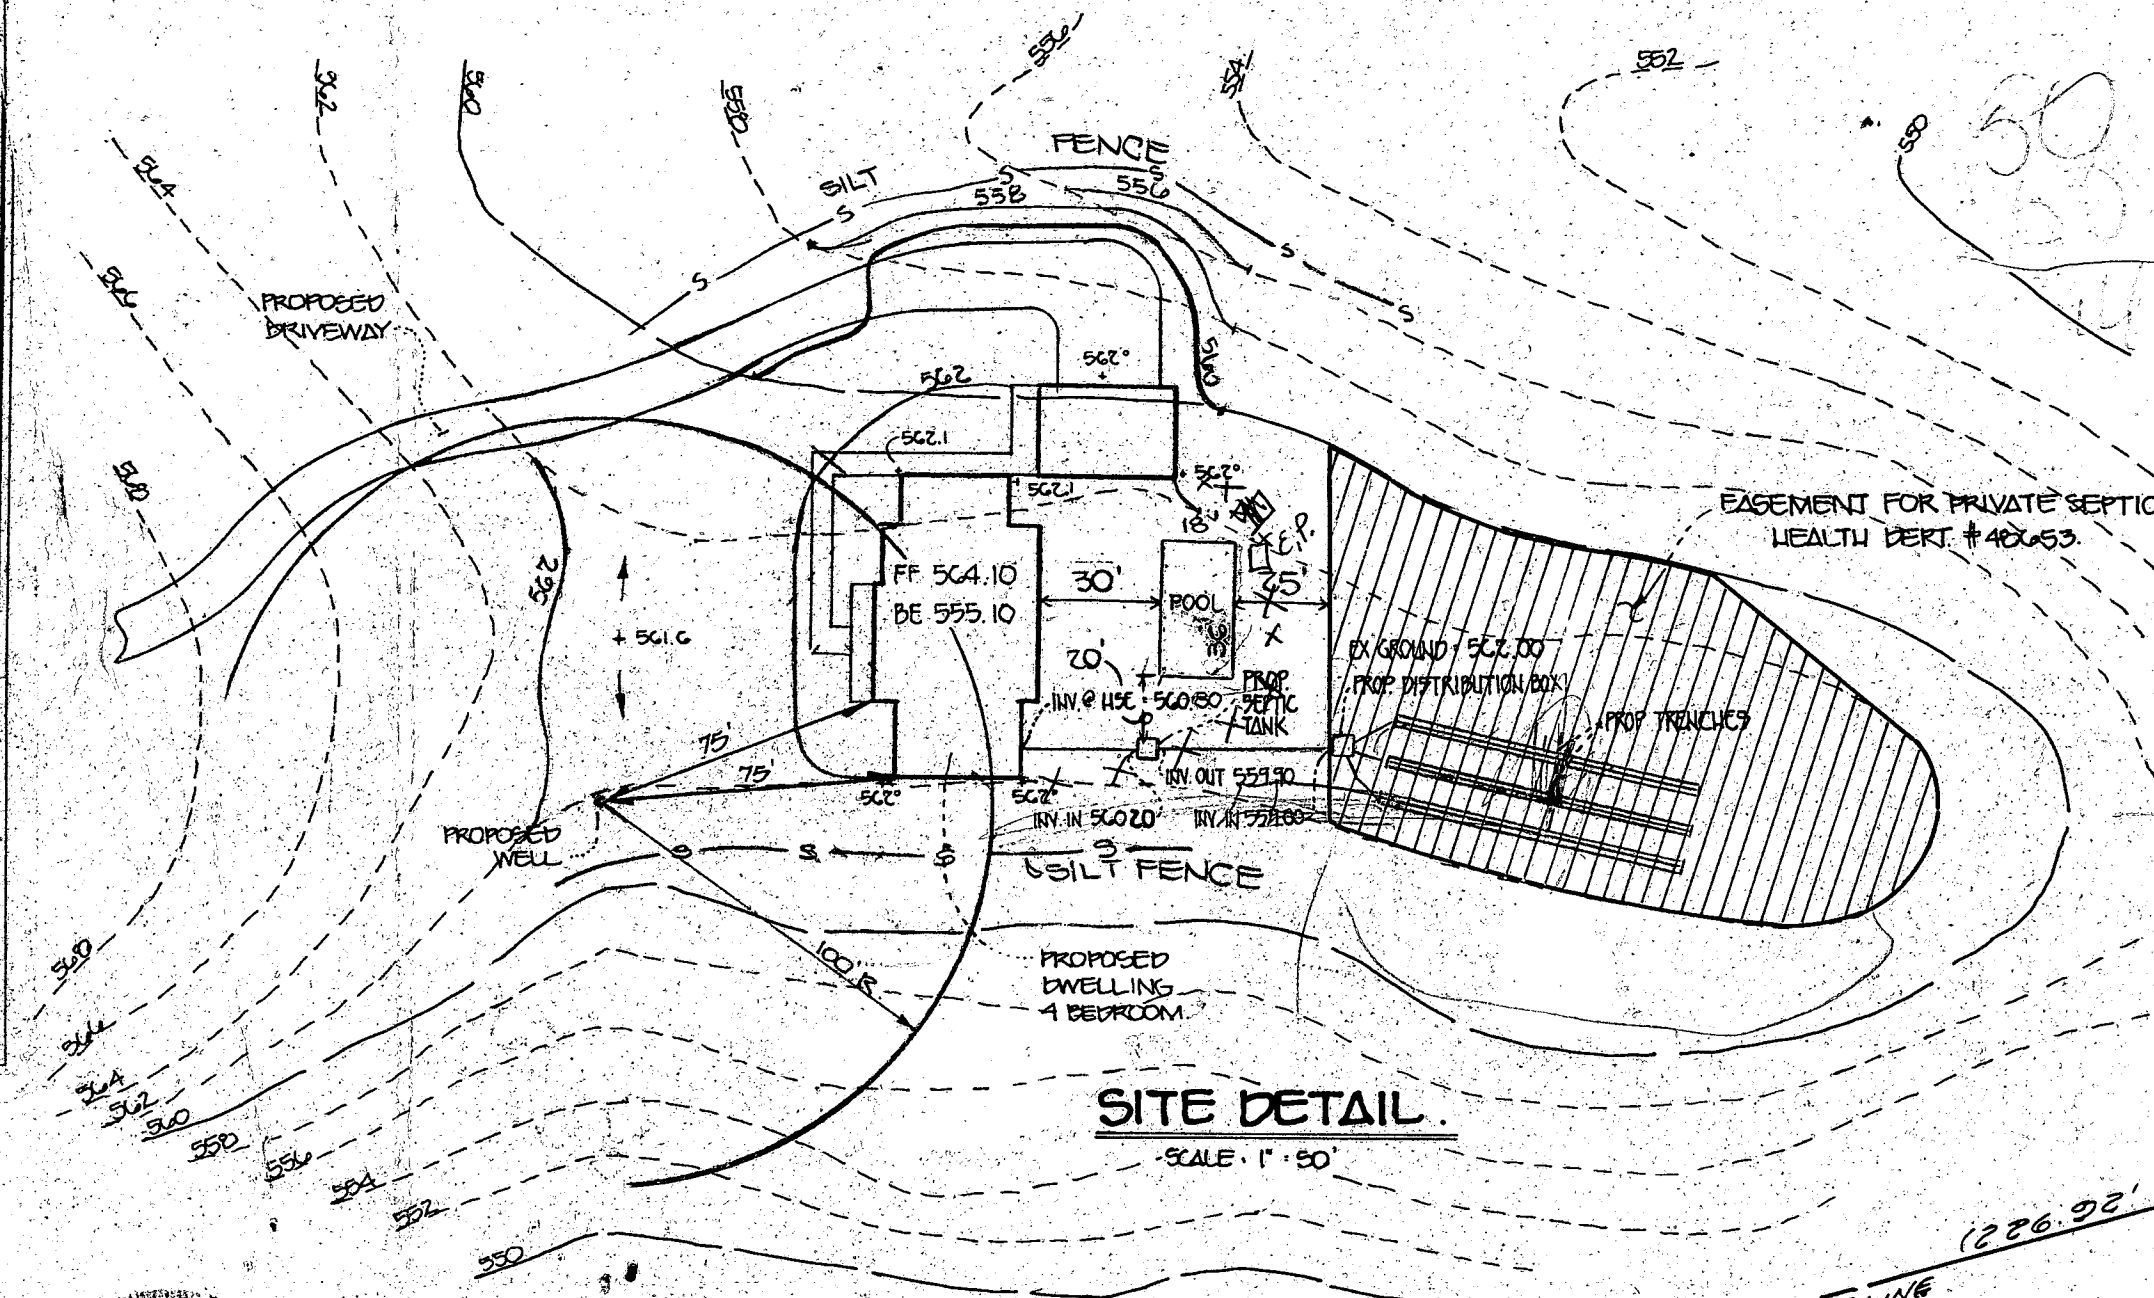 556
554
552
562
560
558
550
564
FENCE
S
S
SILT
S
558
556
S
S
S
566
PROPOSED
DRIVEWAY
562°
560
562
562.1
568
562.1
562°
18'
E.P.
EASEMENT FOR PRIVATE SEPTIC
HEALTH DEPT. #48653.
562
FF 564.10
BE 555.10
30'
25'
POOL
36'
+ 561.6
20'
EX GROUND = 562.00
INV @ HSE = 560.80
PROP
SEPTIC
TANK
PROP DISTRIBUTION BOX
PROP TRENCHES
75'
75'
INV. OUT 559.90
562°
562°
INV. IN 560.20
INV. IN 559.00
PROPOSED
WELL
S
S
S
S
SILT FENCE
100' R
PROPOSED
DWELLING
4 BEDROOM
568
566
564
562
560
558
556
554
552
550
SITE DETAIL.
SCALE : 1" = 50'
(226.92'